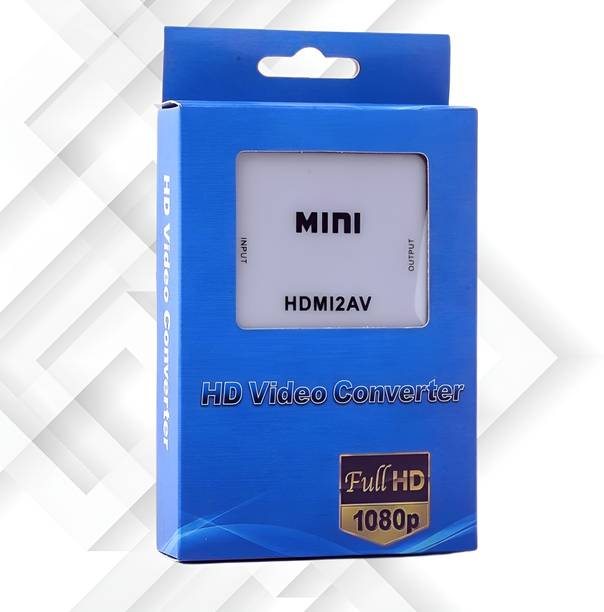 HD Video Converter
MINI
INPUT
OUTPUT
HDMI2AV
HD Video Converter
Full HD
1080p